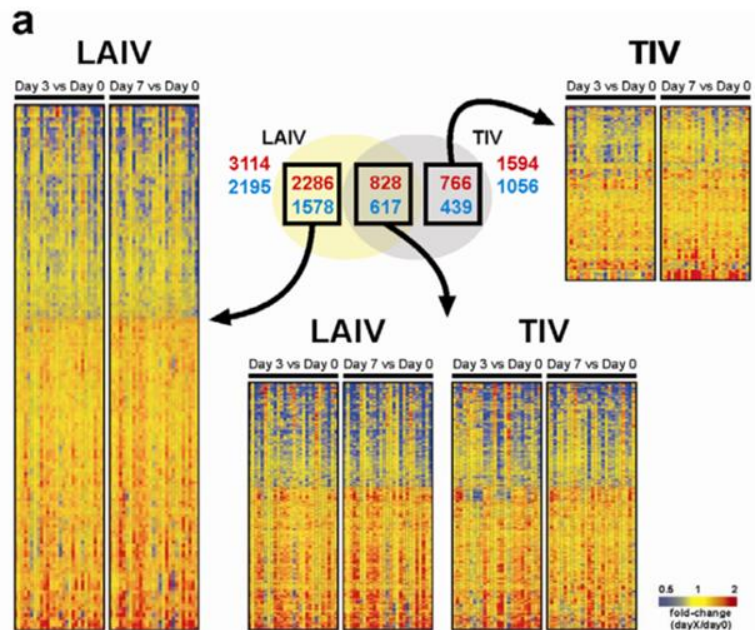 a
LAIV
Day 3 vs Day 0 Day 7 vs Day 0
TIV
Day 3 vs Day 0 Day 7 vs Day 0
LAIV TIV
3114 2286 828 766 1594
2195 1578 617 439 1056
LAIV
Day 3 vs Day 0 Day 7 vs Day 0
TIV
Day 3 vs Day 0 Day 7 vs Day 0
0.5 1 2
fold-change
(dayX/day0)